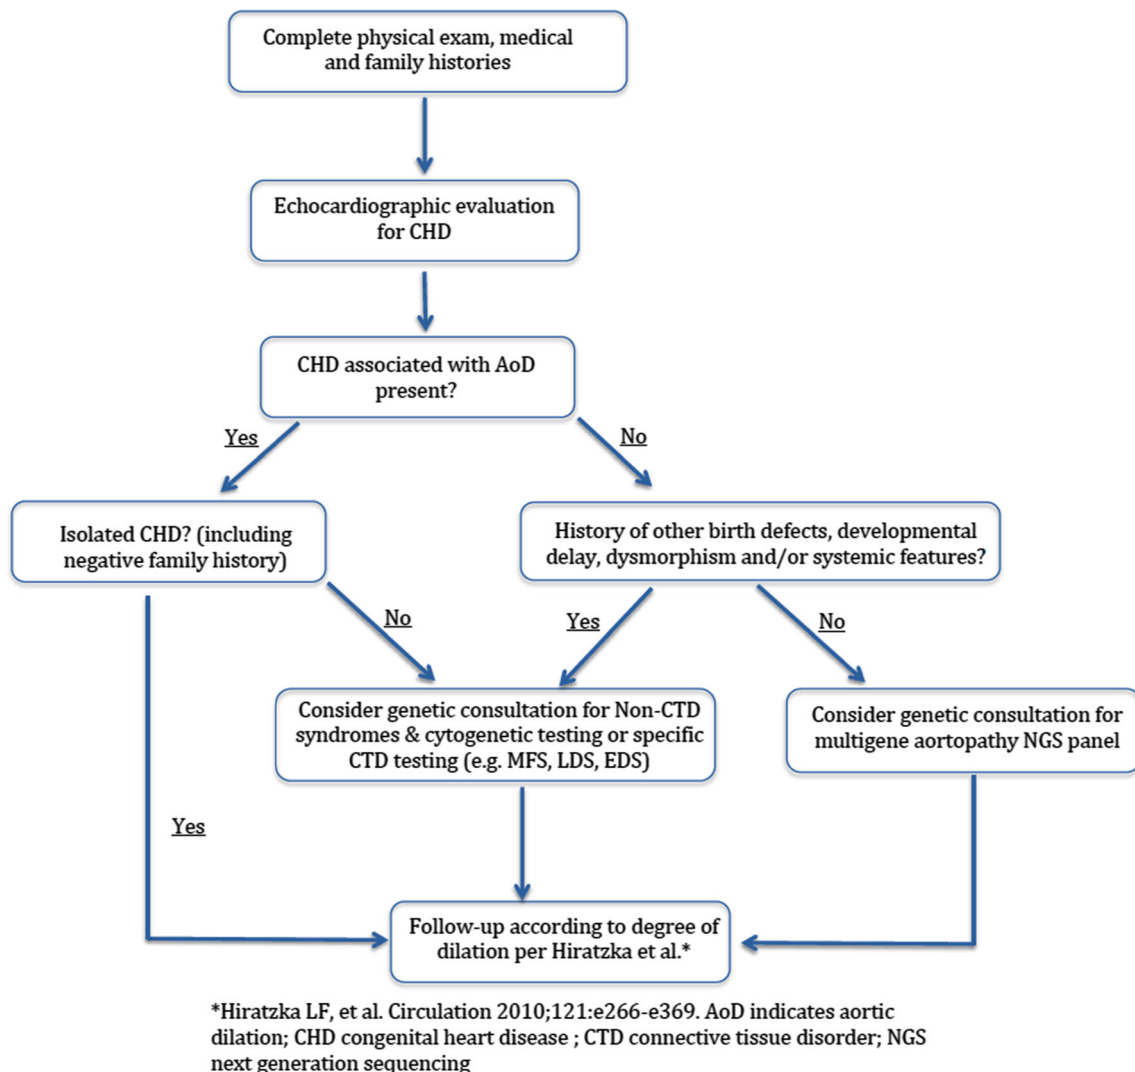 Complete physical exam, medical
and family histories
Echocardiographic evaluation
for CHD
CHD associated with AoD
present?
Yes
No
Isolated CHD? (including
negative family history)
History of other birth defects, developmental
delay, dysmorphism and/or systemic features?
No
Yes
No
Consider genetic consultation for Non-CTD
syndromes & cytogenetic testing or specific
CTD testing (e.g. MFS, LDS, EDS)
Consider genetic consultation for
multigene aortopathy NGS panel
Yes
Follow-up according to degree of
dilation per Hiratzka et al.*
*Hiratzka LF, et al. Circulation 2010;121:e266-e369. AoD indicates aortic
dilation; CHD congenital heart disease ; CTD connective tissue disorder; NGS
next generation sequencing